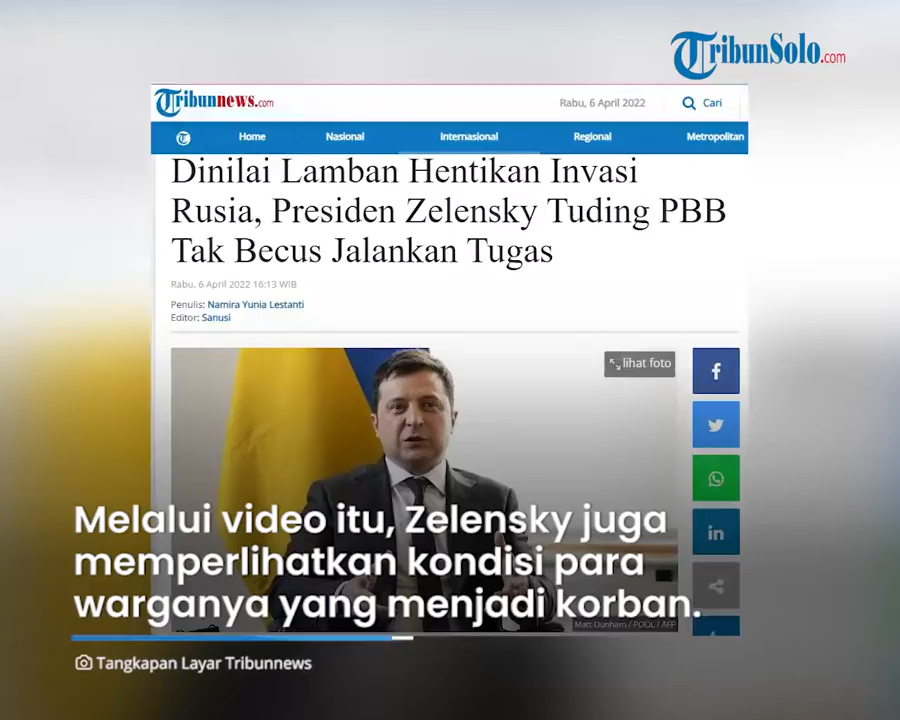 TribunSolo.com
Tribunnews.com
Rabu, 6 April 2022
Cari
Home Nasional Internasional Regional Metropolitan
Dinilai Lamban Hentikan Invasi
Rusia, Presiden Zelensky Tuding PBB
Tak Becus Jalankan Tugas
Rabu, 6 April 2022 16:13 WIB
Penulis: Namira Yunia Lestanti
Editor: Sanusi
lihat foto
Melalui video itu, Zelensky juga
memperlihatkan kondisi para
warganya yang menjadi korban.
Matt Dunham / POOL / AFP
Tangkapan Layar Tribunnews